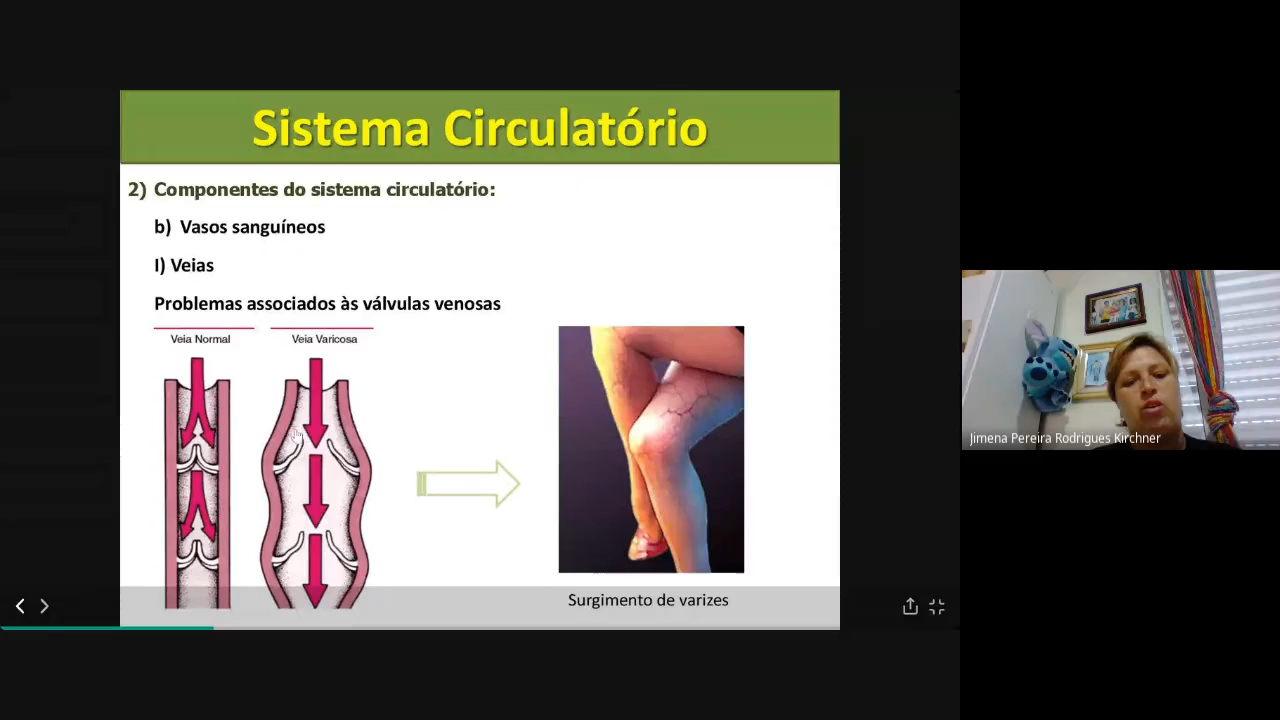 Sistema Circulatório
2) Componentes do sistema circulatório:
b) Vasos sanguíneos
I) Veias
Problemas associados às válvulas venosas
Veia Normal
Veia Varicosa
Surgimento de varizes
Jimena Pereira Rodrigues Kirchner